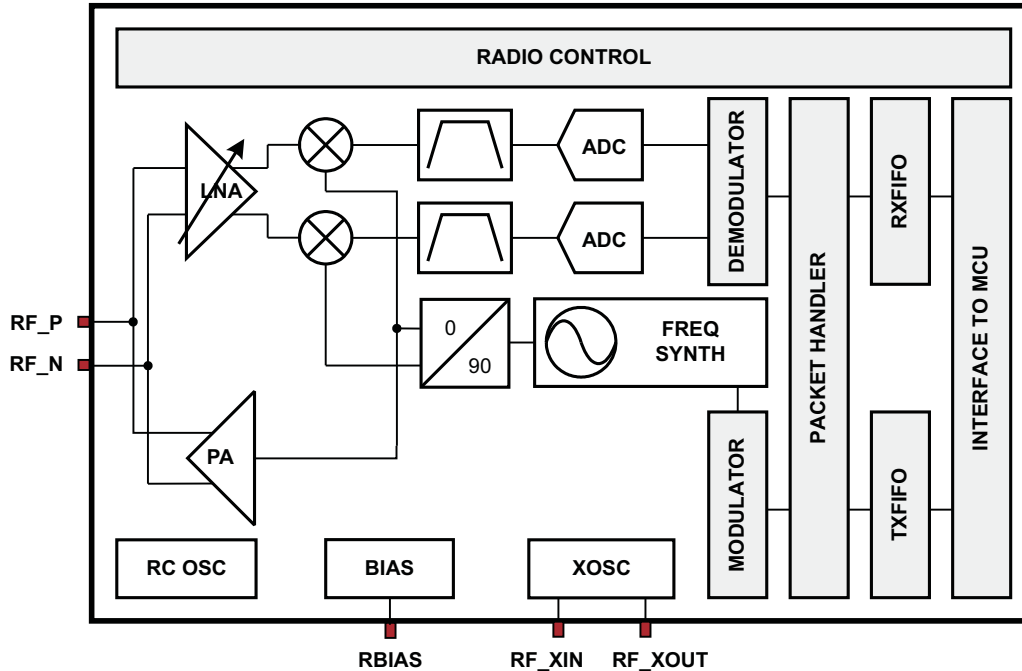 RADIO CONTROL
LNA
ADC
ADC
DEMODULATOR
PACKET HANDLER
RXFIFO
INTERFACE TO MCU
RF_P
RF_N
0
90
FREQ
SYNTH
PA
MODULATOR
TXFIFO
RC OSC
BIAS
XOSC
RBIAS
RF_XIN
RF_XOUT